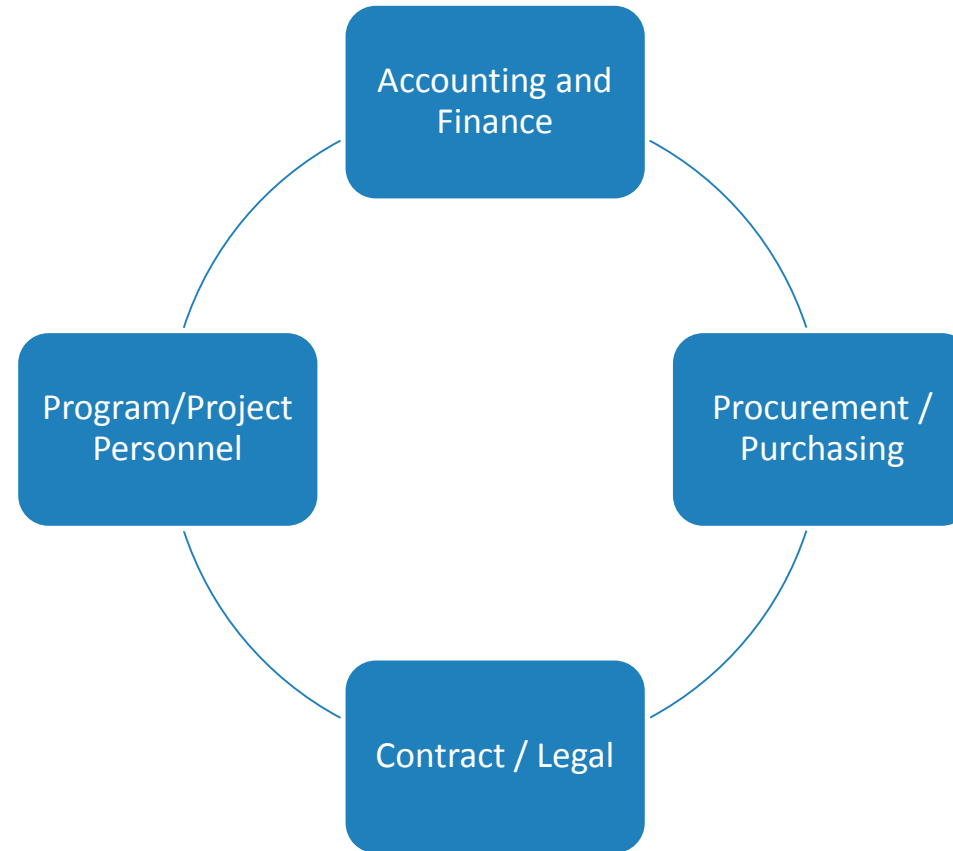 Accounting and
Finance
Program/Project
Personnel
Procurement /
Purchasing
Contract / Legal